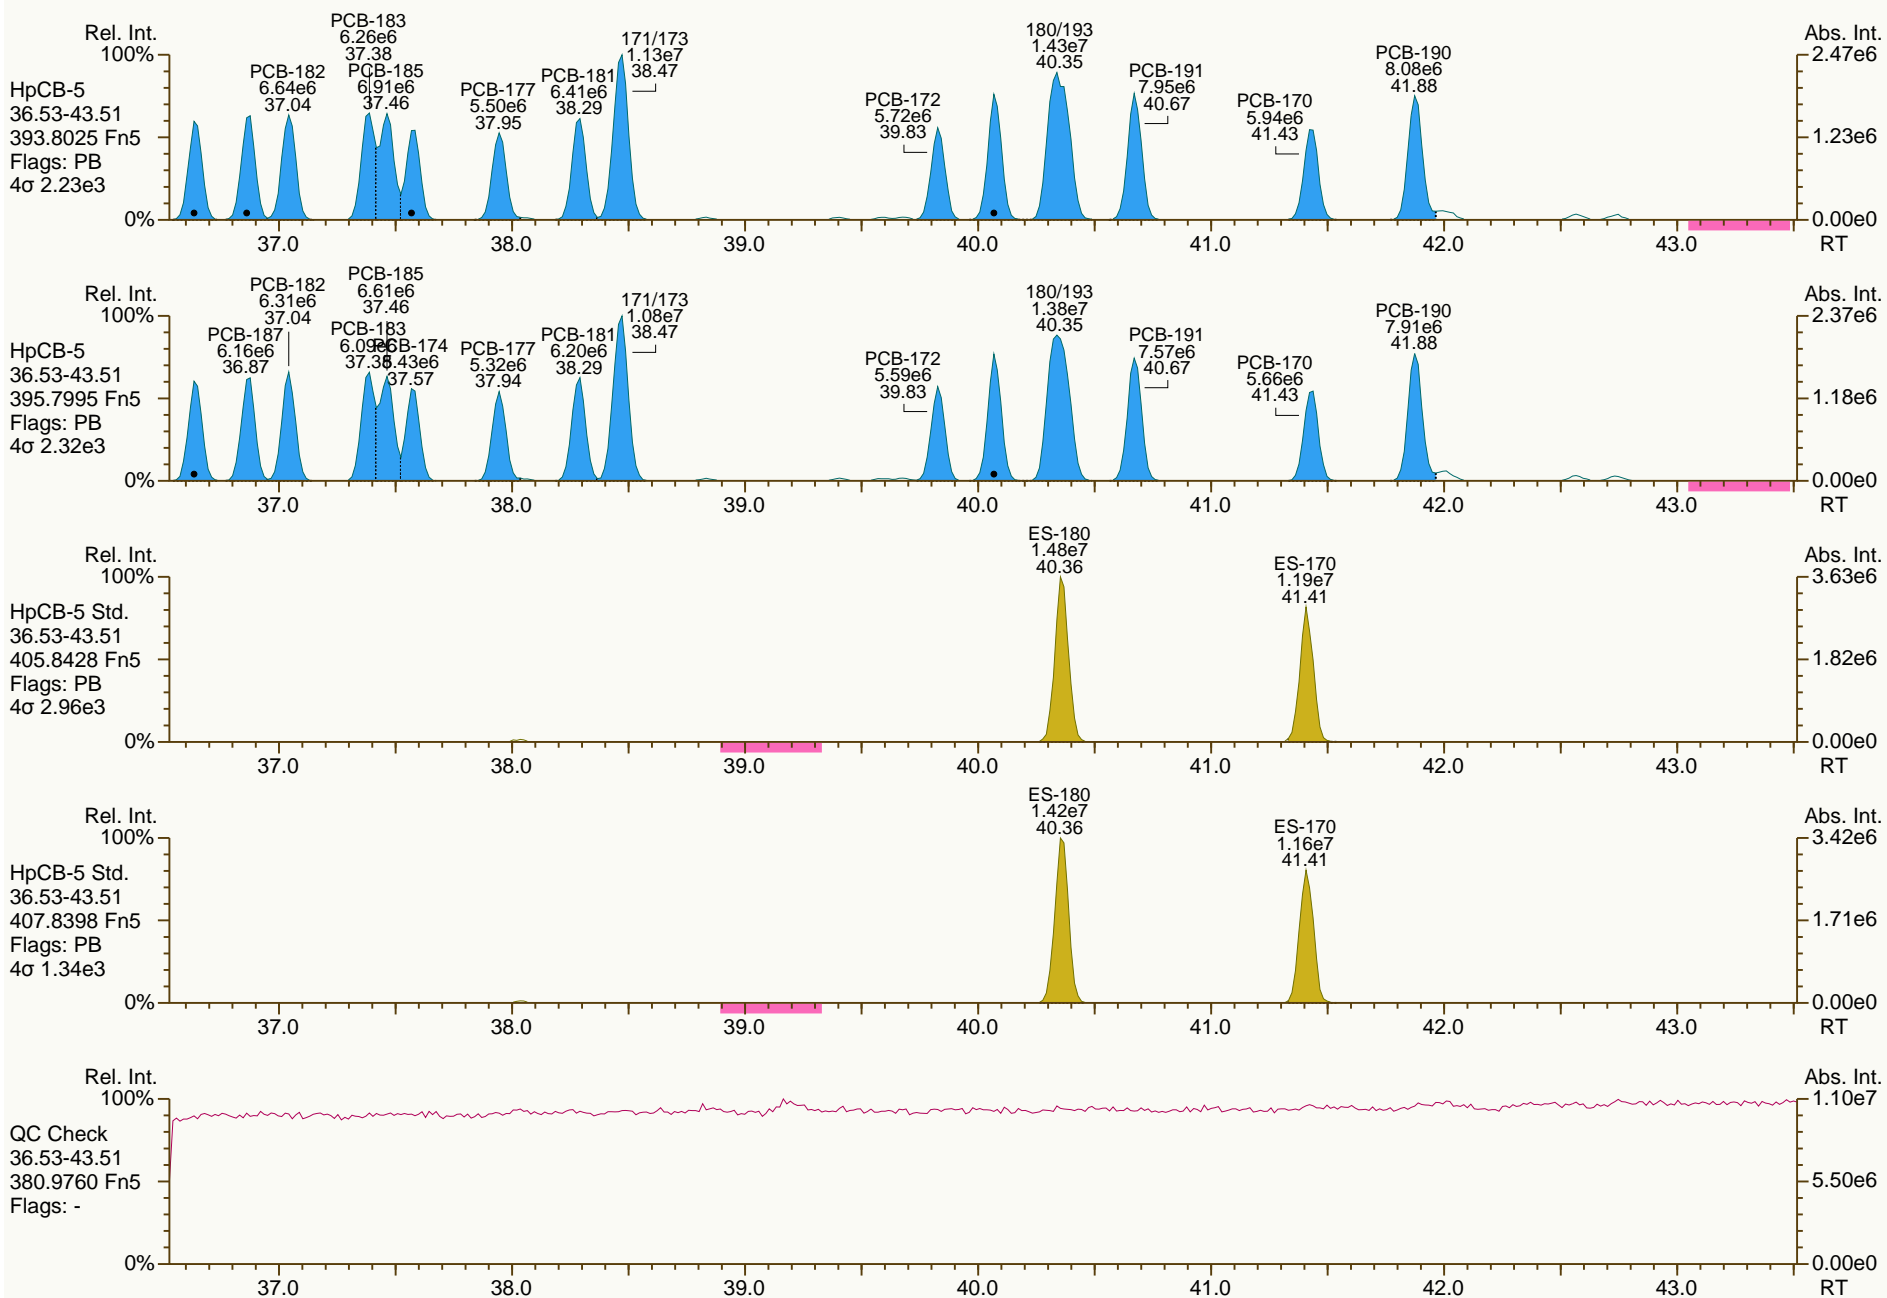 Rel. Int.
100%
0%
HpCB-5
36.53-43.51
393.8025 Fn5
Flags: PB
4σ 2.23e3
PCB-182
6.64e6
37.04
PCB-183
6.26e6
37.38
PCB-185
6.91e6
37.46
PCB-177
5.50e6
37.95
PCB-181
6.41e6
38.29
171/173
1.13e7
38.47
PCB-172
5.72e6
39.83
180/193
1.43e7
40.35
PCB-191
7.95e6
40.67
PCB-170
5.94e6
41.43
PCB-190
8.08e6
41.88
Abs. Int.
2.47e6
1.23e6
0.00e0
37.0 38.0 39.0 40.0 41.0 42.0 43.0 RT
Rel. Int.
100%
0%
HpCB-5
36.53-43.51
395.7995 Fn5
Flags: PB
4σ 2.32e3
PCB-187
6.16e6
36.87
PCB-182
6.31e6
37.04
PCB-183
6.09e6
37.38
PCB-185
6.61e6
37.46
PCB-174
5.43e6
37.57
PCB-177
5.32e6
37.94
PCB-181
6.20e6
38.29
171/173
1.08e7
38.47
PCB-172
5.59e6
39.83
180/193
1.38e7
40.35
PCB-191
7.57e6
40.67
PCB-170
5.66e6
41.43
PCB-190
7.91e6
41.88
Abs. Int.
2.37e6
1.18e6
0.00e0
37.0 38.0 39.0 40.0 41.0 42.0 43.0 RT
Rel. Int.
100%
0%
HpCB-5 Std.
36.53-43.51
405.8428 Fn5
Flags: PB
4σ 2.96e3
ES-180
1.48e7
40.36
ES-170
1.19e7
41.41
Abs. Int.
3.63e6
1.82e6
0.00e0
37.0 38.0 39.0 40.0 41.0 42.0 43.0 RT
Rel. Int.
100%
0%
HpCB-5 Std.
36.53-43.51
407.8398 Fn5
Flags: PB
4σ 1.34e3
ES-180
1.42e7
40.36
ES-170
1.16e7
41.41
Abs. Int.
3.42e6
1.71e6
0.00e0
37.0 38.0 39.0 40.0 41.0 42.0 43.0 RT
Rel. Int.
100%
0%
QC Check
36.53-43.51
380.9760 Fn5
Flags: -
Abs. Int.
1.10e7
5.50e6
0.00e0
37.0 38.0 39.0 40.0 41.0 42.0 43.0 RT